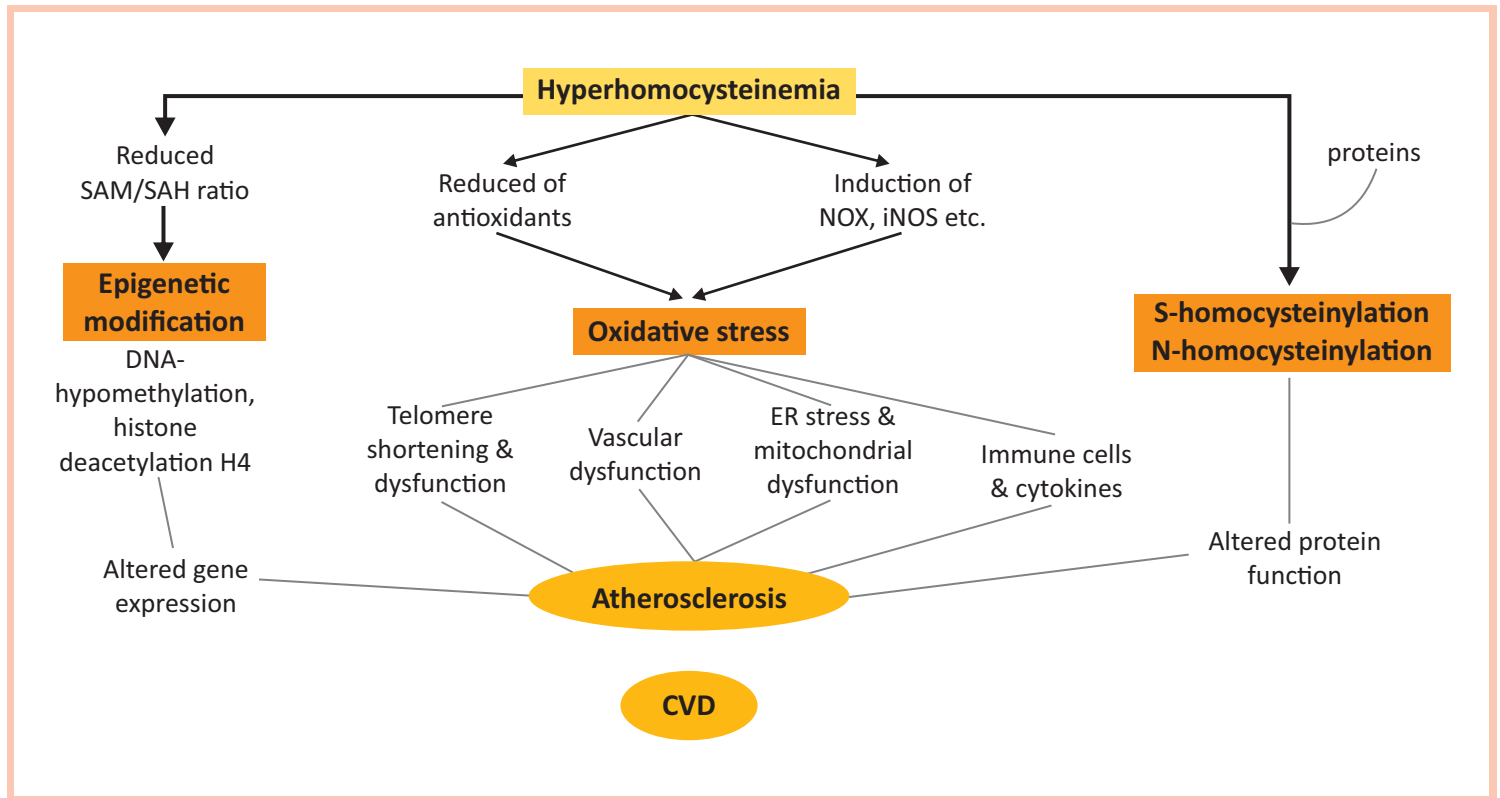 Hyperhomocysteinemia
Reduced
SAM/SAH ratio
Reduced of
antioxidants
Induction of
NOX, iNOS etc.
proteins
Epigenetic
modification
DNA-
hypomethylation,
histone
deacetylation H4
Oxidative stress
S-homocysteinylation
N-homocysteinylation
Telomere
shortening &
dysfunction
Vascular
dysfunction
ER stress &
mitochondrial
dysfunction
Immune cells
& cytokines
Altered gene
expression
Altered protein
function
Atherosclerosis
CVD